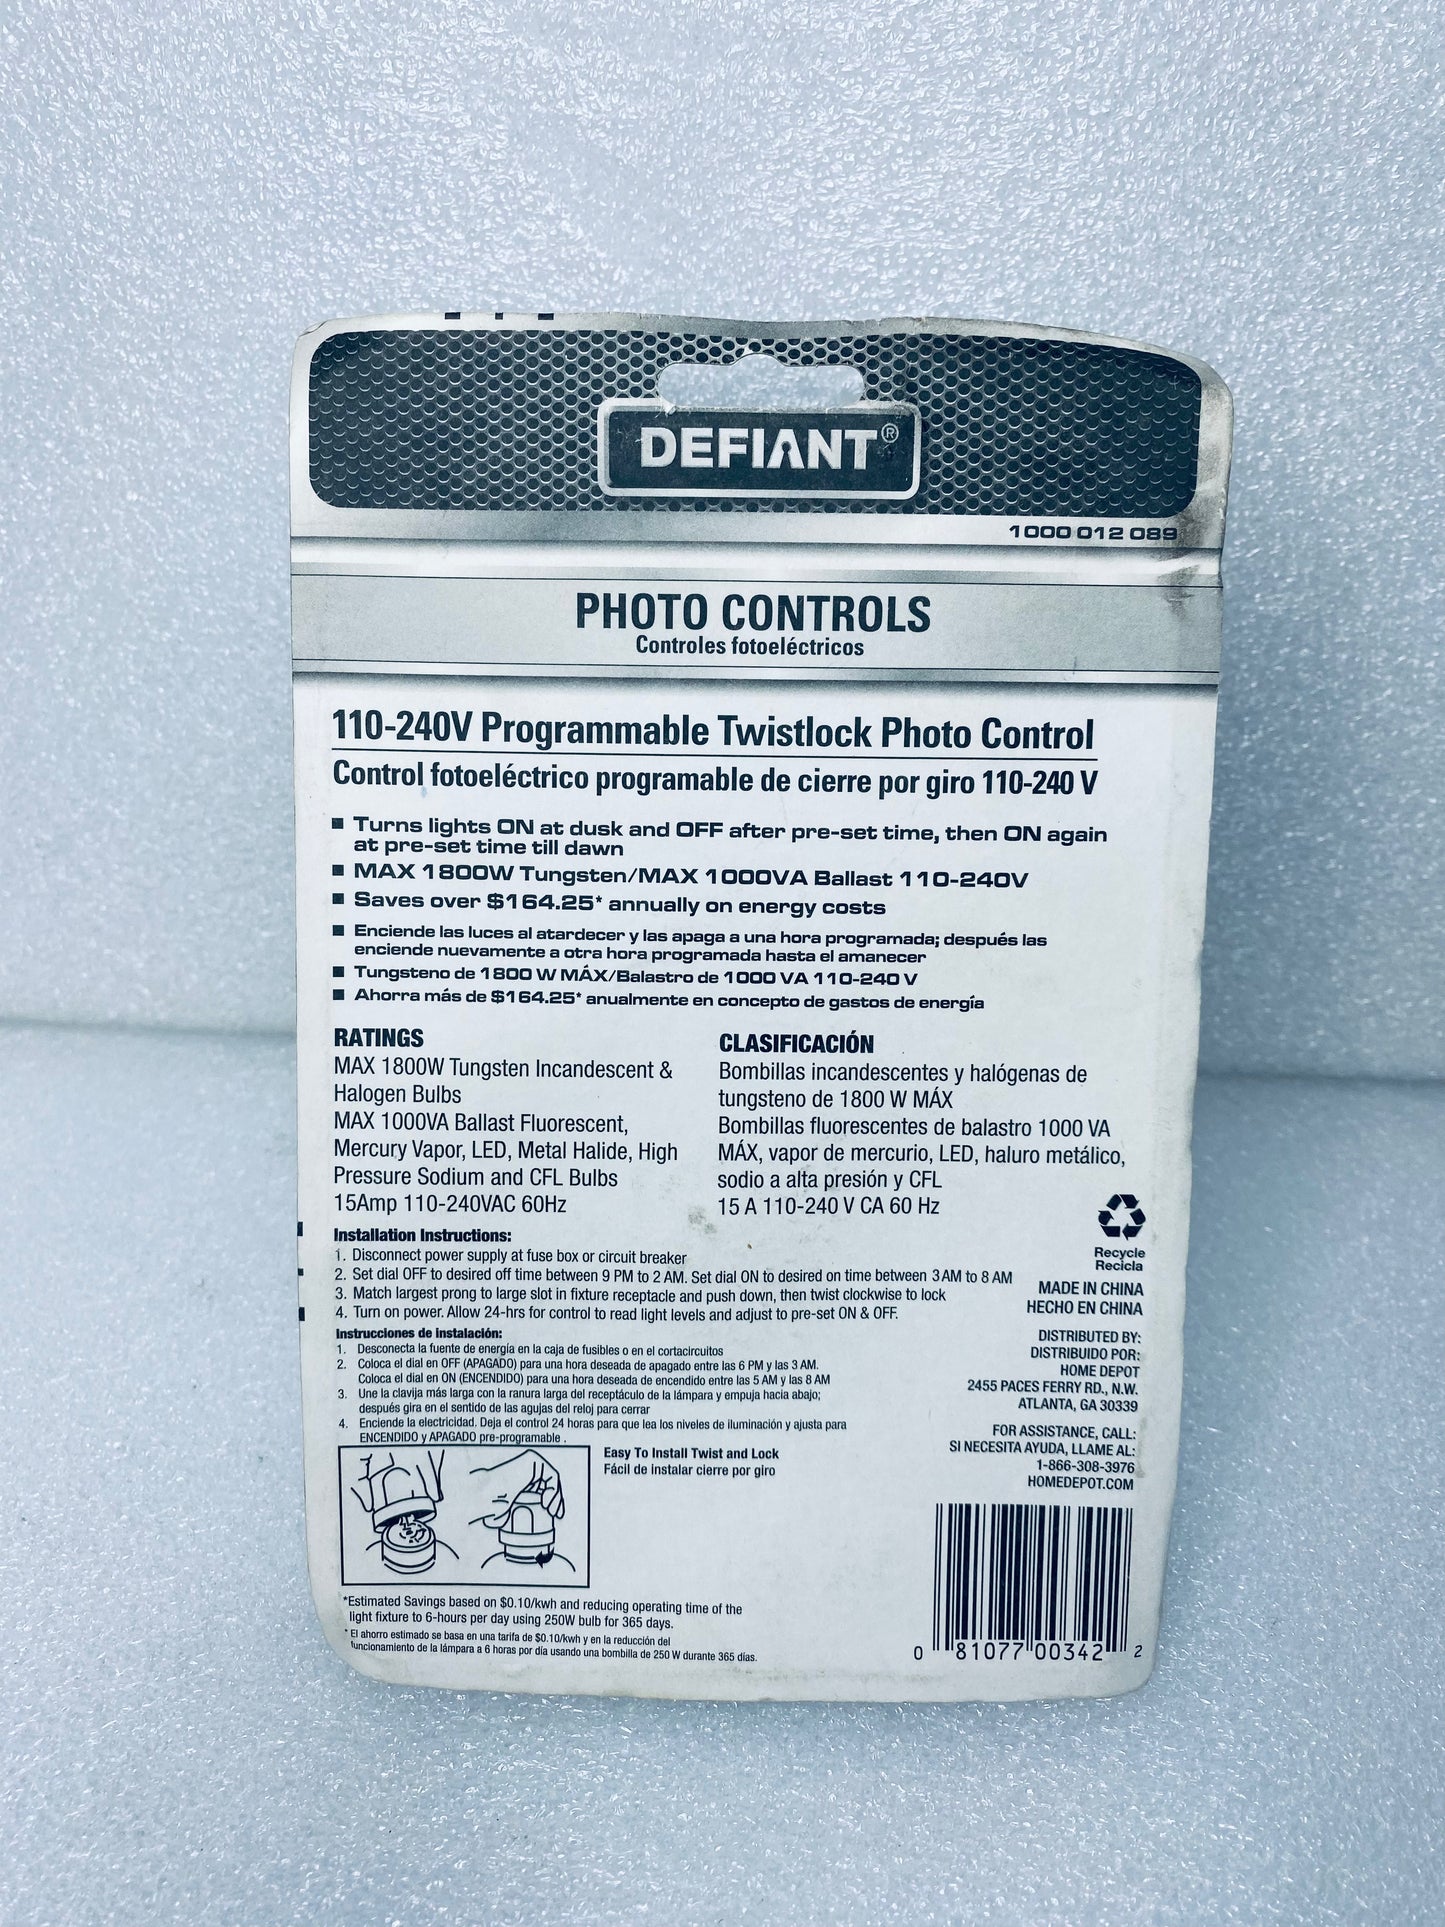 DEFIANT®
1000 012 089
PHOTO CONTROLS
Controles fotoeléctricos
110-240V Programmable Twistlock Photo Control
Control fotoeléctrico programable de cierre por giro 110-240 V
■ Turns lights ON at dusk and OFF after pre-set time, then ON again
at pre-set time till dawn
■ MAX 1800W Tungsten/MAX 1000VA Ballast 110-240V
■ Saves over $164.25* annually on energy costs
■ Enciende las luces al atardecer y las apaga a una hora programada; después las
enciende nuevamente a otra hora programada hasta el amanecer
■ Tungsteno de 1800 W MÁX/Balastro de 1000 VA 110-240 V
■ Ahorra más de $164.25* anualmente en concepto de gastos de energía
RATINGS
MAX 1800W Tungsten Incandescent &
Halogen Bulbs
MAX 1000VA Ballast Fluorescent,
Mercury Vapor, LED, Metal Halide, High
Pressure Sodium and CFL Bulbs
15Amp 110-240VAC 60Hz
CLASIFICACIÓN
Bombillas incandescentes y halógenas de
tungsteno de 1800 W MÁX
Bombillas fluorescentes de balastro 1000 VA
MÁX, vapor de mercurio, LED, haluro metálico,
sodio a alta presión y CFL
15 A 110-240 V CA 60 Hz
Installation Instructions:
1. Disconnect power supply at fuse box or circuit breaker
2. Set dial OFF to desired off time between 9 PM to 2 AM. Set dial ON to desired on time between 3 AM to 8 AM
3. Match largest prong to large slot in fixture receptacle and push down, then twist clockwise to lock
4. Turn on power. Allow 24-hrs for control to read light levels and adjust to pre-set ON & OFF.
Instrucciones de instalación:
1. Desconecta la fuente de energía en la caja de fusibles o en el cortacircuitos
2. Coloca el dial en OFF (APAGADO) para una hora deseada de apagado entre las 6 PM y las 3 AM.
Coloca el dial en ON (ENCENDIDO) para una hora deseada de encendido entre las 5 AM y las 8 AM
3. Une la clavija más larga con la ranura larga del receptáculo de la lámpara y empuja hacia abajo;
después gira en el sentido de las agujas del reloj para cerrar
4. Enciende la electricidad. Deja el control 24 horas para que lea los niveles de iluminación y ajusta para
ENCENDIDO y APAGADO pre-programable .
Recycle
Recicla
MADE IN CHINA
HECHO EN CHINA
DISTRIBUTED BY:
DISTRIBUIDO POR:
HOME DEPOT
2455 PACES FERRY RD., N.W.
ATLANTA, GA 30339
FOR ASSISTANCE, CALL:
SI NECESITA AYUDA, LLAME AL:
1-866-308-3976
HOMEDEPOT.COM
Easy To Install Twist and Lock
Fácil de instalar cierre por giro
*Estimated Savings based on $0.10/kwh and reducing operating time of the
light fixture to 6-hours per day using 250W bulb for 365 days.
* El ahorro estimado se basa en una tarifa de $0.10/kwh y en la reducción del
funcionamiento de la lámpara a 6 horas por día usando una bombilla de 250 W durante 365 días.
0 81077 00342 2